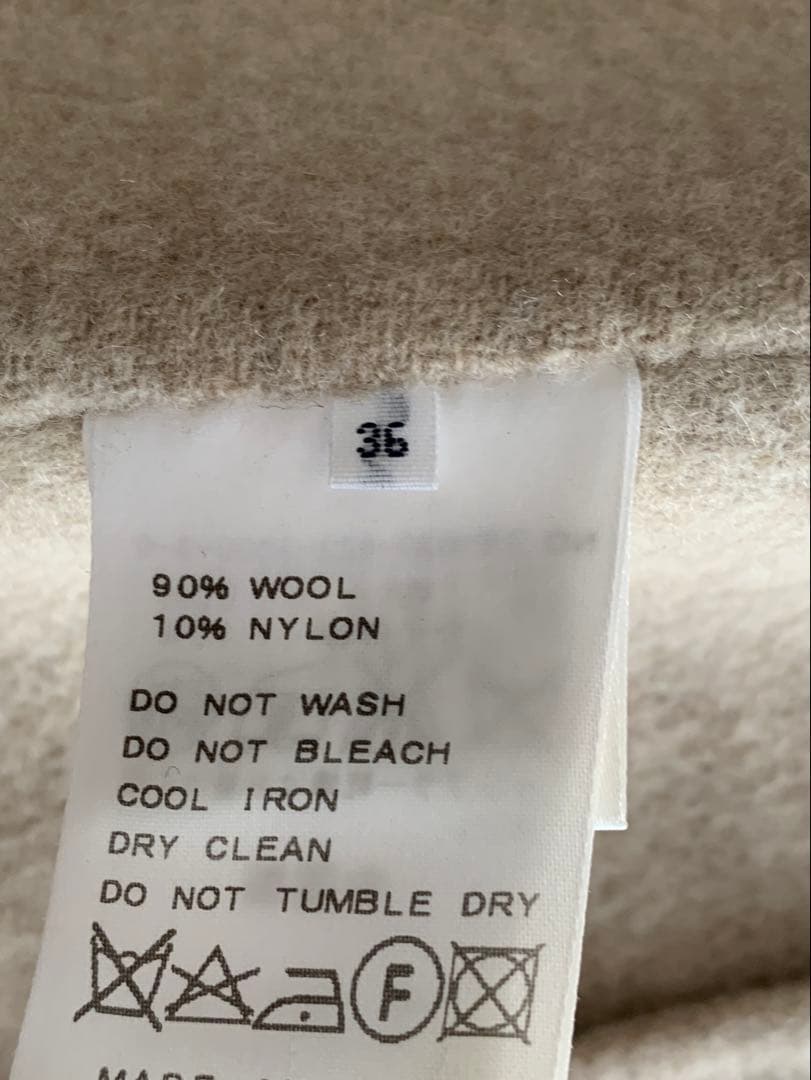 36
90% WOOL
10% NYLON
DO NOT WASH
DO NOT BLEACH
COOL IRON
DRY CLEAN
DO NOT TUMBLE DRY
F